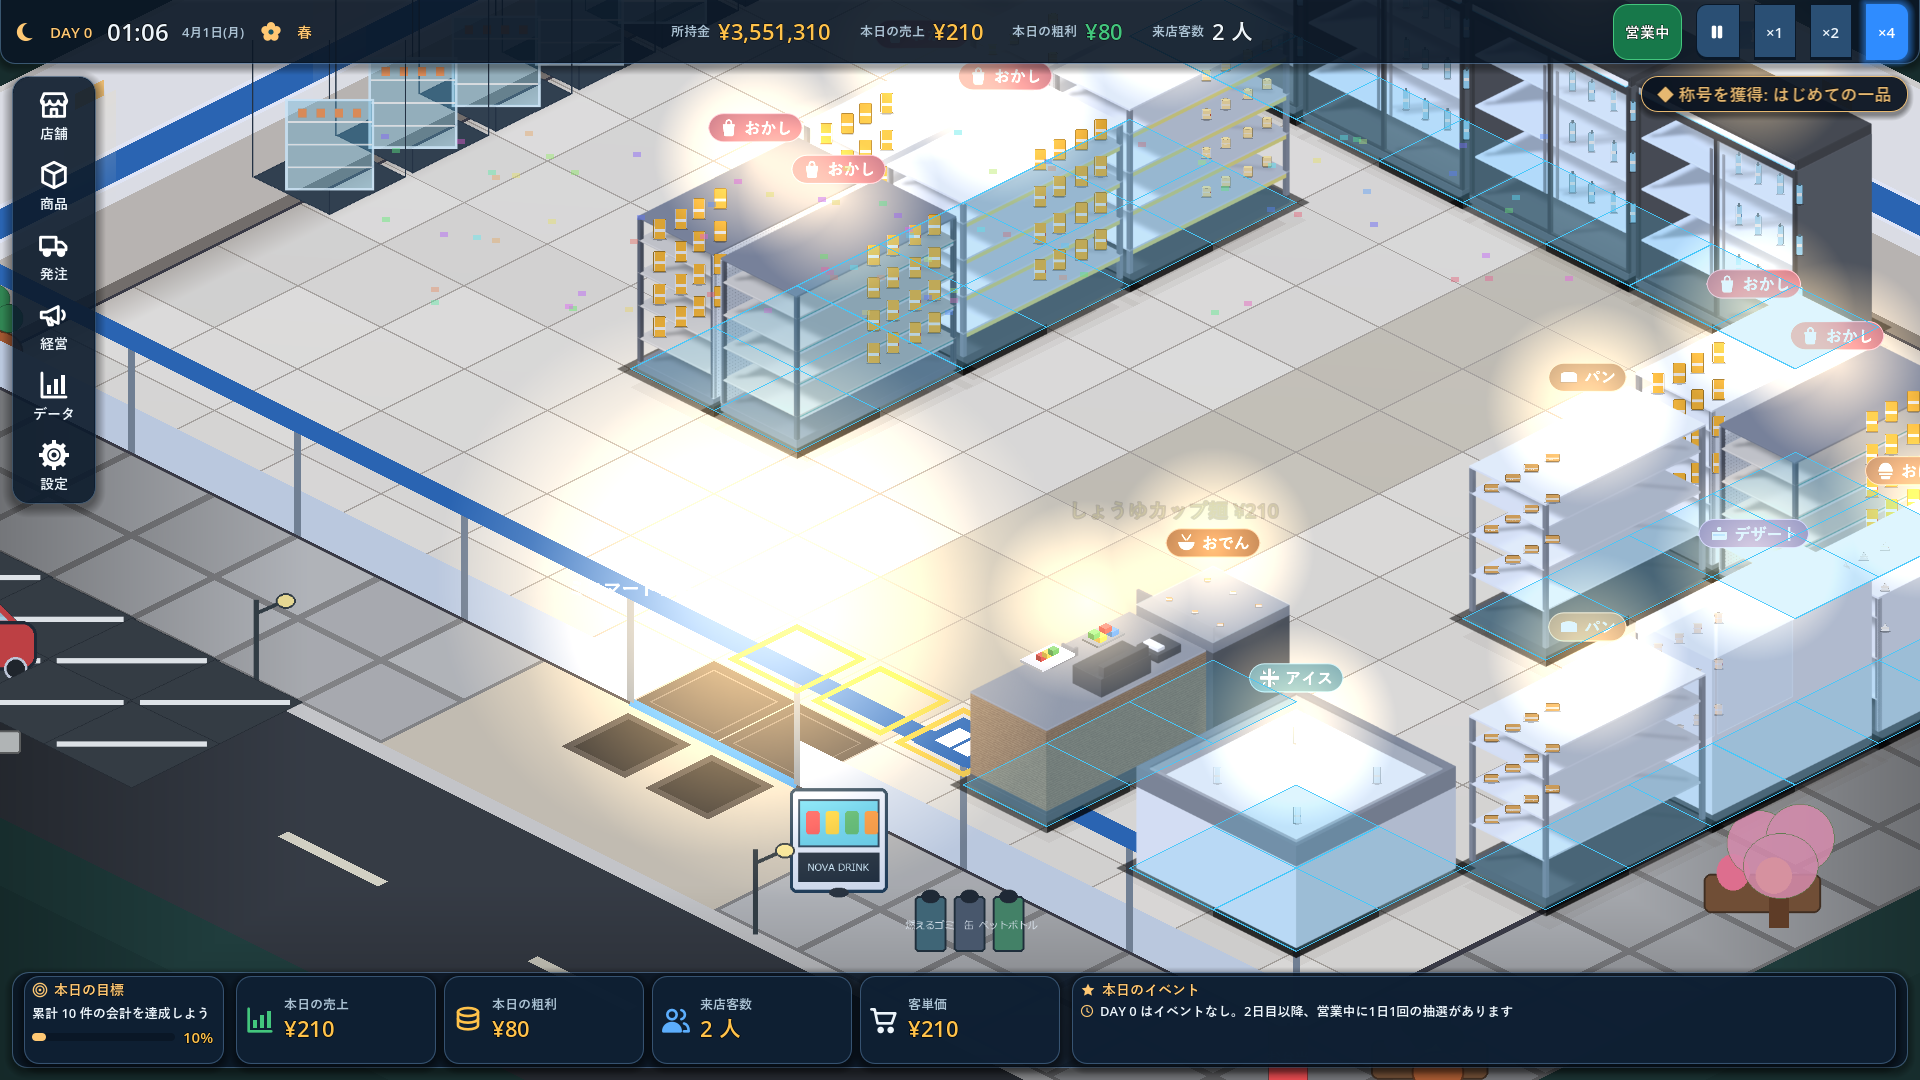 DAY 0 01:06 4月1日(月) 春
所持金 ¥3,551,310 本日の売上 ¥210 本日の粗利 ¥80 来店客数 2 人
営業中 ×1 ×2 ×4
◆ 称号を獲得: はじめての一品
店舗
商品
発注
経営
データ
設定
おかし
おかし
おかし
おかし
おかし
パン
デザート
しょうゆカップ麺 ¥210
おでん
パン
アイス
NOVA DRINK
燃えるゴミ 缶 ペットボトル
本日の目標
累計 10 件の会計を達成しよう
10%
本日の売上
¥210
本日の粗利
¥80
来店客数
2 人
客単価
¥210
本日のイベント
DAY 0 はイベントなし。2日目以降、営業中に1日1回の抽選があります